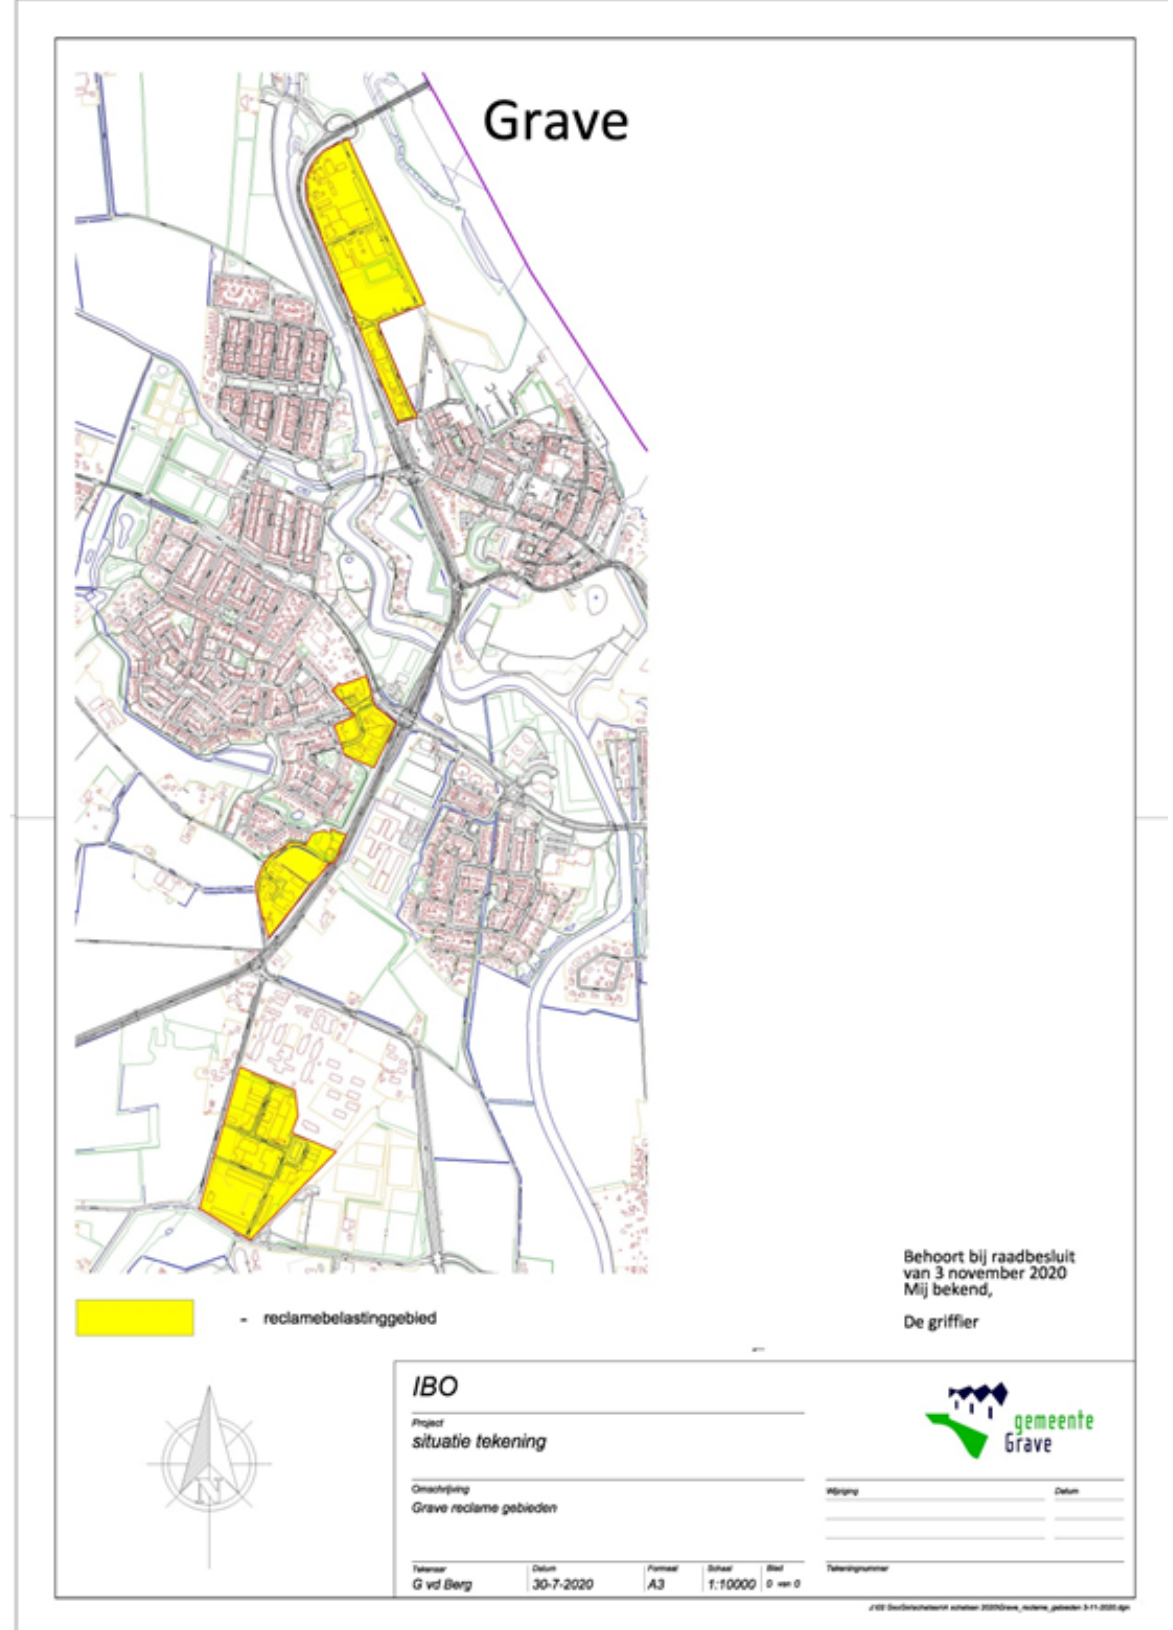 Grave
Behoort bij raadbesluit
van 3 november 2020
Mij bekend,
De griffier
- reclamebelastinggebied
N
IBO
Project
situatie tekening
Omschrijving
Grave reclame gebieden
gemeente
Grave
Wijziging Datum
Tekenaar Datum Formaat Schaal Blad
G vd Berg 30-7-2020 A3 1:10000 0 van 0
Tekeningnummer